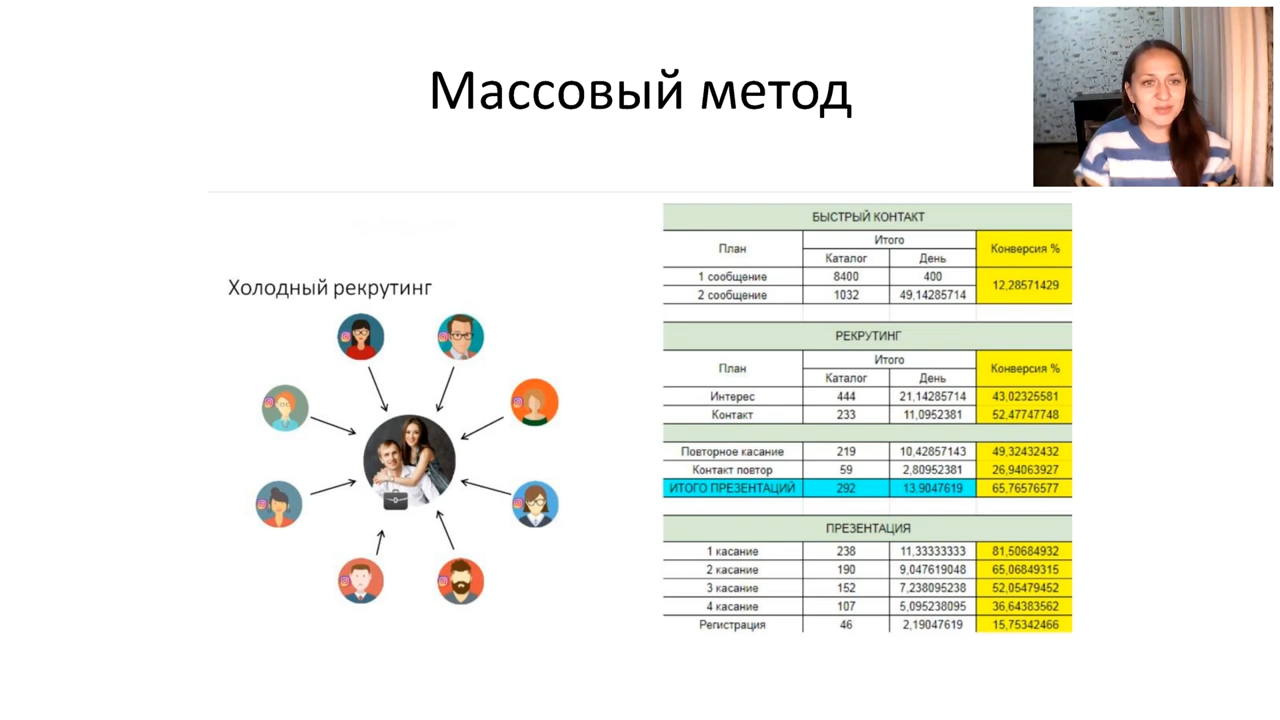 Массовый метод
Холодный рекрутинг
БЫСТРЫЙ КОНТАКТ
План Итого Конверсия %
Каталог День
1 сообщение 8400 400 12,28571429
2 сообщение 1032 49,14285714
РЕКРУТИНГ
План Итого Конверсия %
Каталог День
Интерес 444 21,14285714 43,02325581
Контакт 233 11,0952381 52,47747748
Повторное касание 219 10,42857143 49,32432432
Контакт повтор 59 2,80952381 26,94063927
ИТОГО ПРЕЗЕНТАЦИЙ 292 13,9047619 65,76576577
ПРЕЗЕНТАЦИЯ
1 касание 238 11,33333333 81,50684932
2 касание 190 9,047619048 65,06849315
3 касание 152 7,238095238 52,05479452
4 касание 107 5,095238095 36,64383562
Регистрация 46 2,19047619 15,75342466